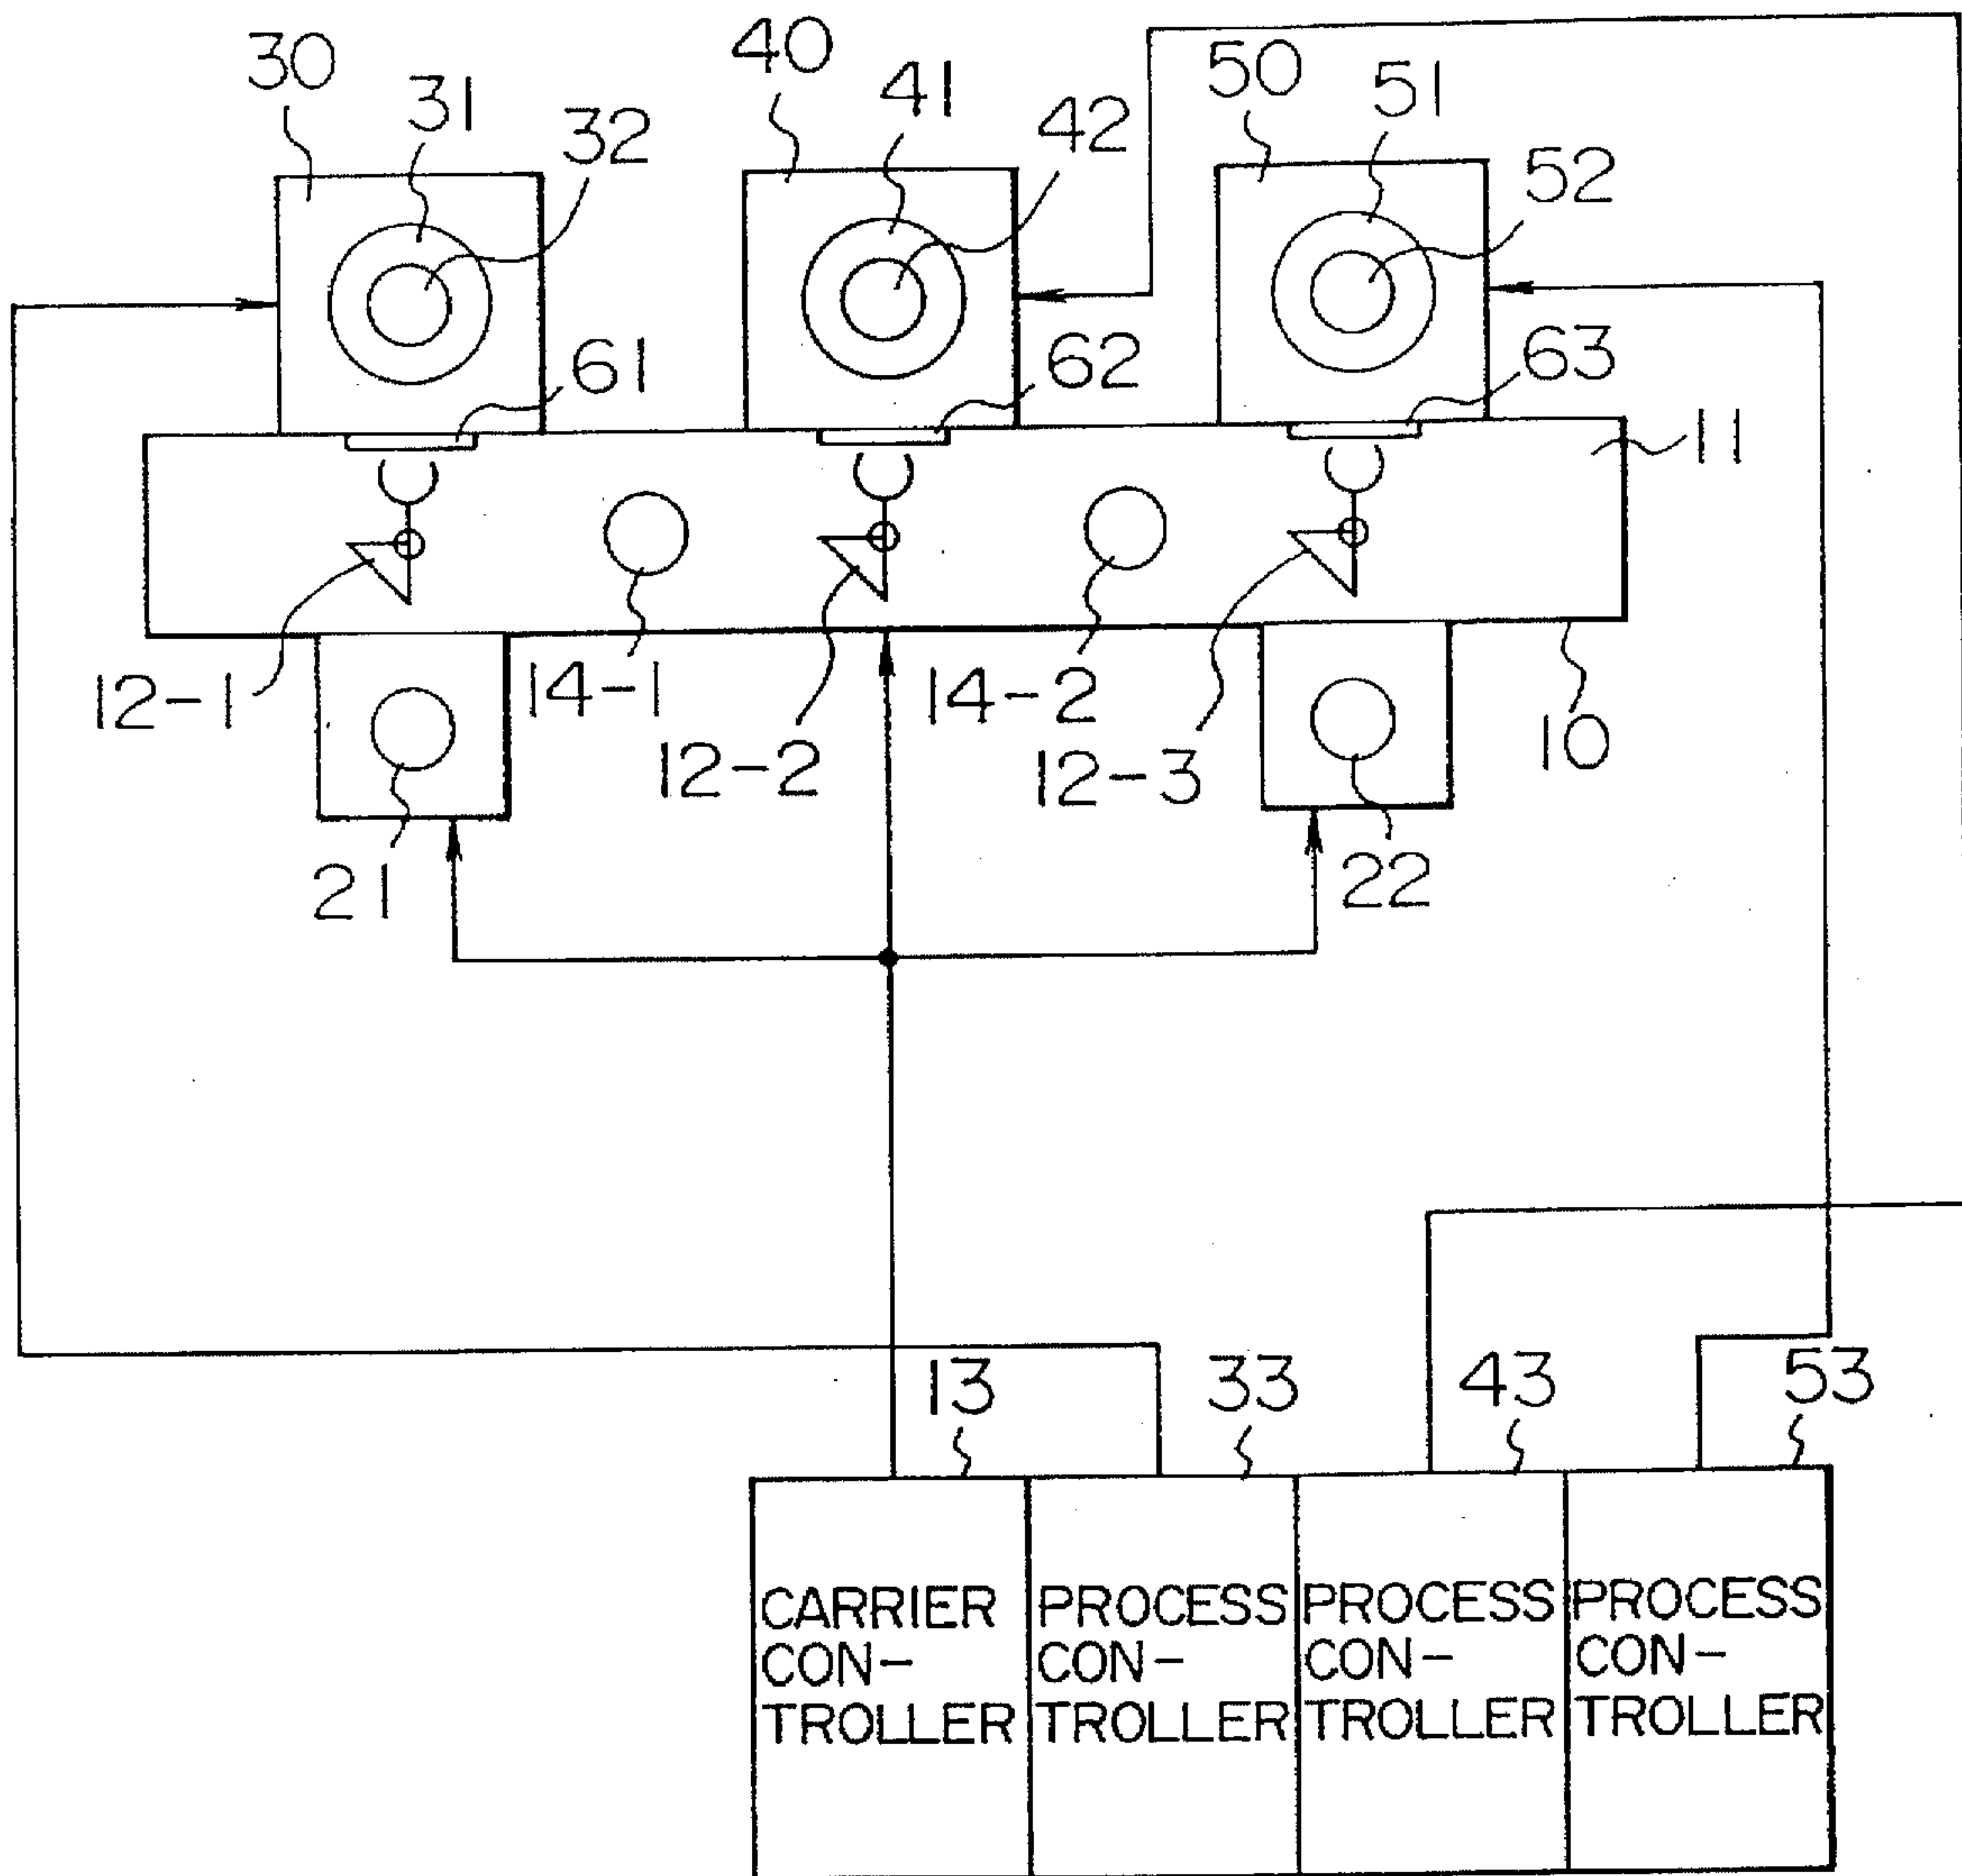 30
31
32
40
41
42
50
51
52
61
62
63
11
12-1
14-1
12-2
14-2
12-3
10
21
22
13
33
43
53
CARRIER
CON-
TROLLER
PROCESS
CON-
TROLLER
PROCESS
CON-
TROLLER
PROCESS
CON-
TROLLER